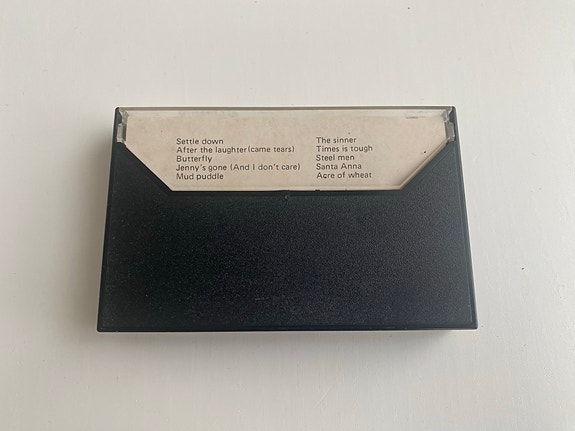 Settle down
After the laughter(came tears)
Butterfly
Jenny's gone (And I don't care)
Mud puddle
The sinner
Times is tough
Steel men
Santa Anna
Acre of wheat